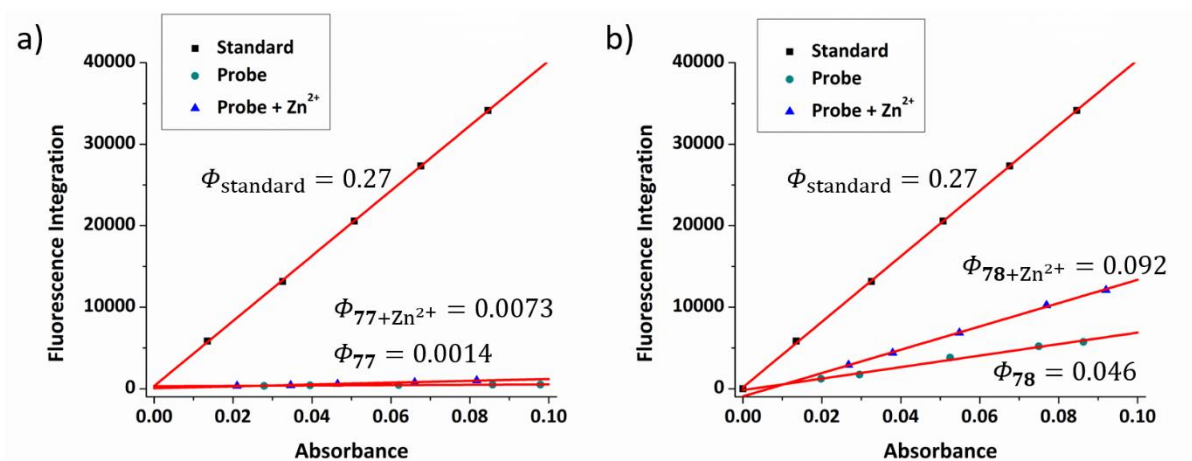 a)
Standard
Probe
Probe + Zn²⁺
40000
30000
20000
10000
0
Fluorescence Integration
Φstandard = 0.27
Φ77+Zn²⁺ = 0.0073
Φ77 = 0.0014
0.00 0.02 0.04 0.06 0.08 0.10
Absorbance
b)
Standard
Probe
Probe + Zn²⁺
40000
30000
20000
10000
0
Fluorescence Integration
Φstandard = 0.27
Φ78+Zn²⁺ = 0.092
Φ78 = 0.046
0.00 0.02 0.04 0.06 0.08 0.10
Absorbance